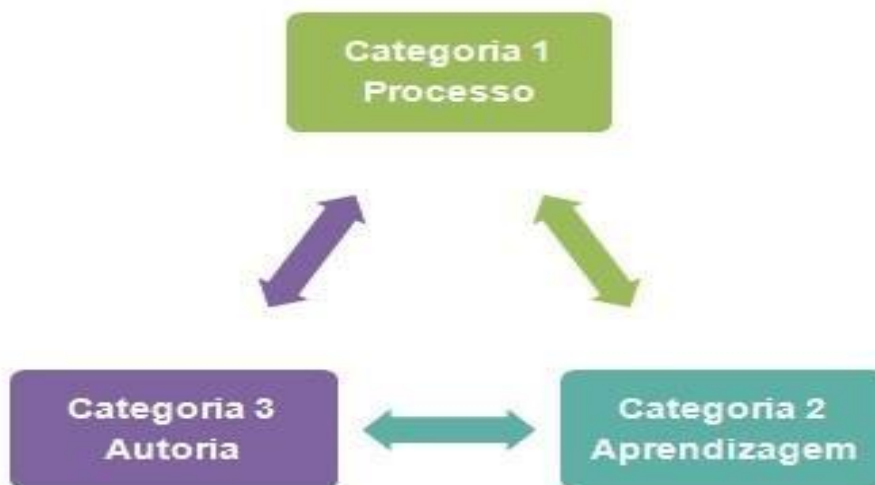 Categoria 1
Processo
Categoria 3
Autoria
Categoria 2
Aprendizagem